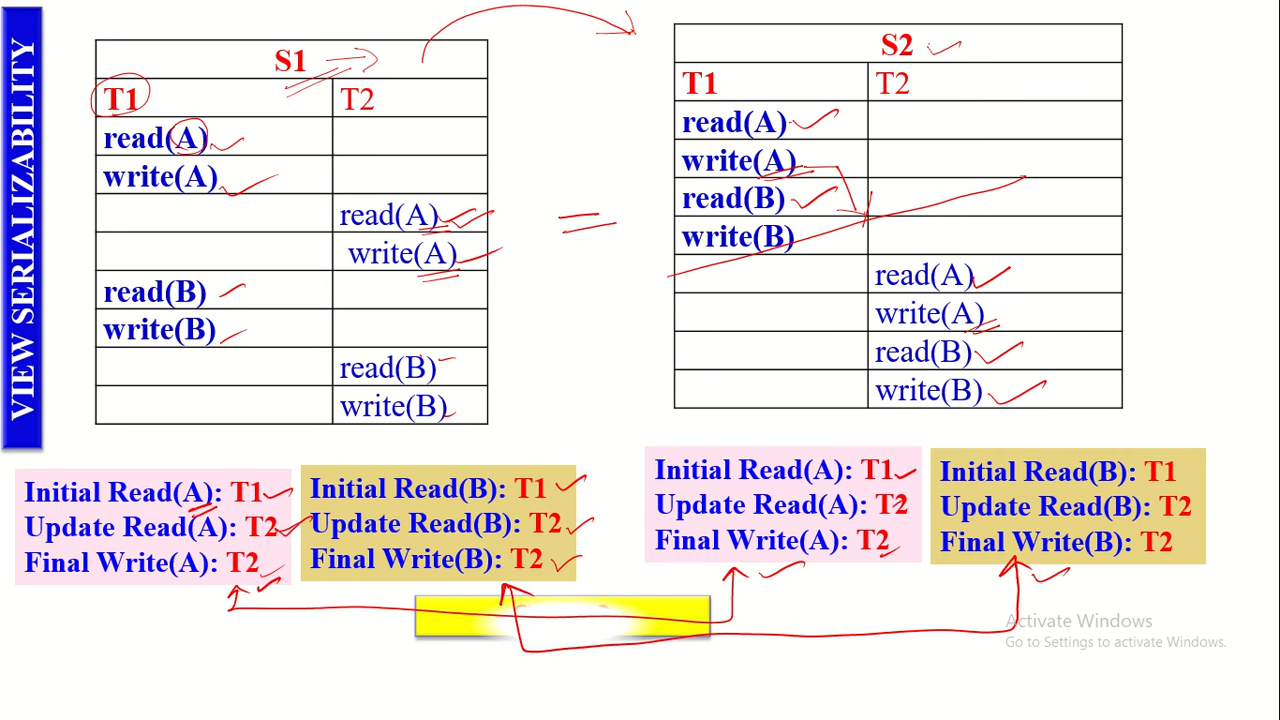 VIEW SERIALIZABILITY
S1
T1 T2
read(A)
write(A)
read(A)
write(A)
read(B)
write(B)
read(B)
write(B)
=
S2
T1 T2
read(A)
write(A)
read(B)
write(B)
read(A)
write(A)
read(B)
write(B)
Initial Read(A): T1
Update Read(A): T2
Final Write(A): T2
Initial Read(B): T1
Update Read(B): T2
Final Write(B): T2
Initial Read(A): T1
Update Read(A): T2
Final Write(A): T2
Initial Read(B): T1
Update Read(B): T2
Final Write(B): T2
Activate Windows
Go to Settings to activate Windows.